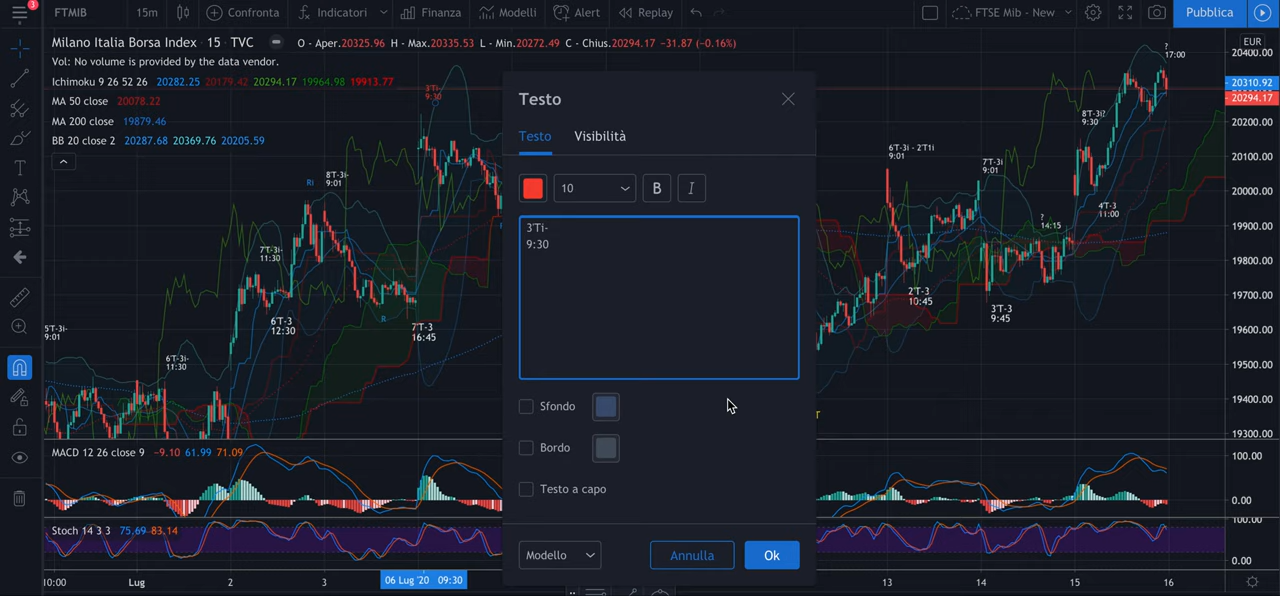 3
FTMIB
15m
Confronta
Indicatori
Finanza
Modelli
Alert
Replay
FTSE Mib - New
Pubblica
Milano Italia Borsa Index · 15 · TVC
O - Aper.20325.96 H - Max.20335.53 L - Min.20272.49 C - Chius.20294.17 −31.87 (−0.16%)
Vol: No volume is provided by the data vendor.
Ichimoku 9 26 52 26 20282.25 20179.42 20294.17 19964.98 19913.77
MA 50 close 20078.22
MA 200 close 19879.46
BB 20 close 2 20287.68 20369.76 20205.59
3'Ti-
9:30
Ri
8'T-3i-
9:01
7'T-3i-
11:30
6'T-3
12:30
R
7'T-3
16:45
5'T-3i-
9:01
6'T-3i-
11:30
Testo
Testo
Visibilità
10
B
I
3'Ti-
9:30
Sfondo
Bordo
Testo a capo
Modello
Annulla
Ok
6'T-3i - 2'T1i
9:01
7'T-3i
9:01
8'T-3i?
9:30
?
17:00
4'T-3
11:00
?
14:15
2'T-3
10:45
3'T-3
9:45
T
EUR
20400.00
20310.92
20294.17
20200.00
20100.00
20000.00
19900.00
19800.00
19700.00
19600.00
19500.00
19400.00
19300.00
MACD 12 26 close 9 −9.10 61.99 71.09
100.00
0.00
Stoch 14 3 3 75.69 83.14
100.00
0.00
10:00
Lug
2
3
06 Lug '20 09:30
13
14
15
16